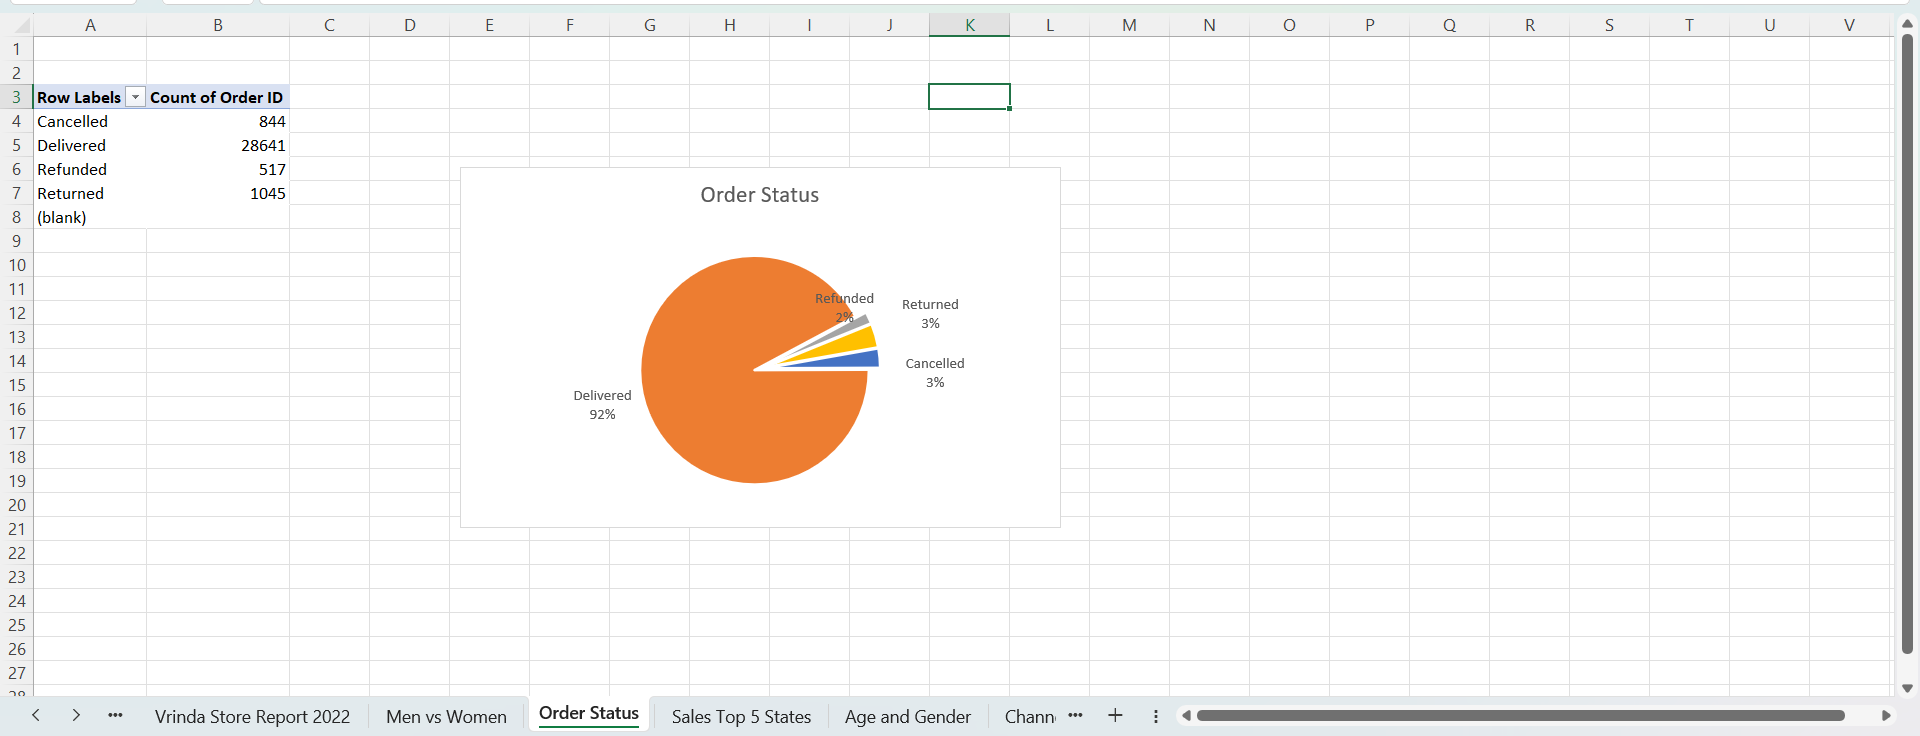 A B C D E F G H I J K L M N O P Q R S T U V
1
2
3 Row Labels Count of Order ID
4 Cancelled 844
5 Delivered 28641
6 Refunded 517
7 Returned 1045
8 (blank)
9
10
11
12
13
14
15
16
17
18
19
20
21
22
23
24
25
26
27
28
Order Status
Refunded
2%
Returned
3%
Cancelled
3%
Delivered
92%
Vrinda Store Report 2022 Men vs Women Order Status Sales Top 5 States Age and Gender Chann